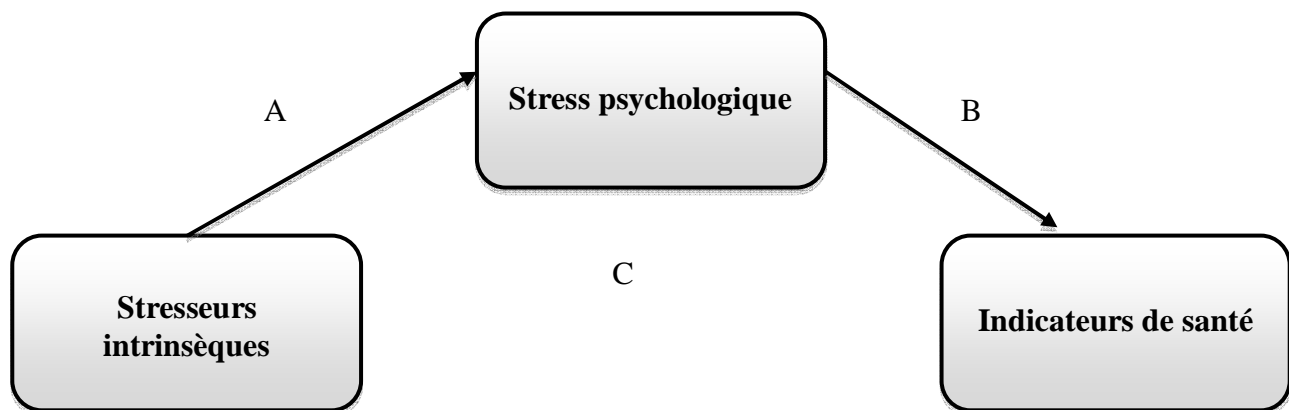 Stress psychologique
A
B
C
Stresseurs
intrinsèques
Indicateurs de santé